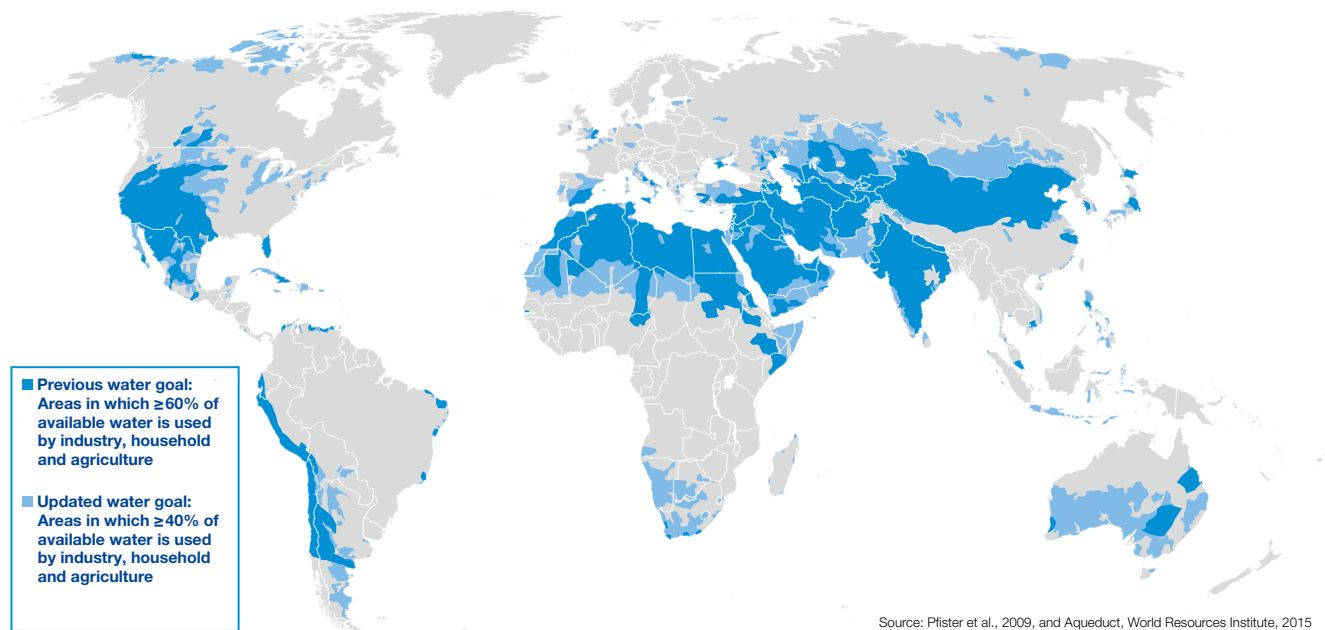 Previous water goal:
Areas in which ≥60% of
available water is used
by industry, household
and agriculture
Updated water goal:
Areas in which ≥40% of
available water is used
by industry, household
and agriculture
Source: Pfister et al., 2009, and Aqueduct, World Resources Institute, 2015